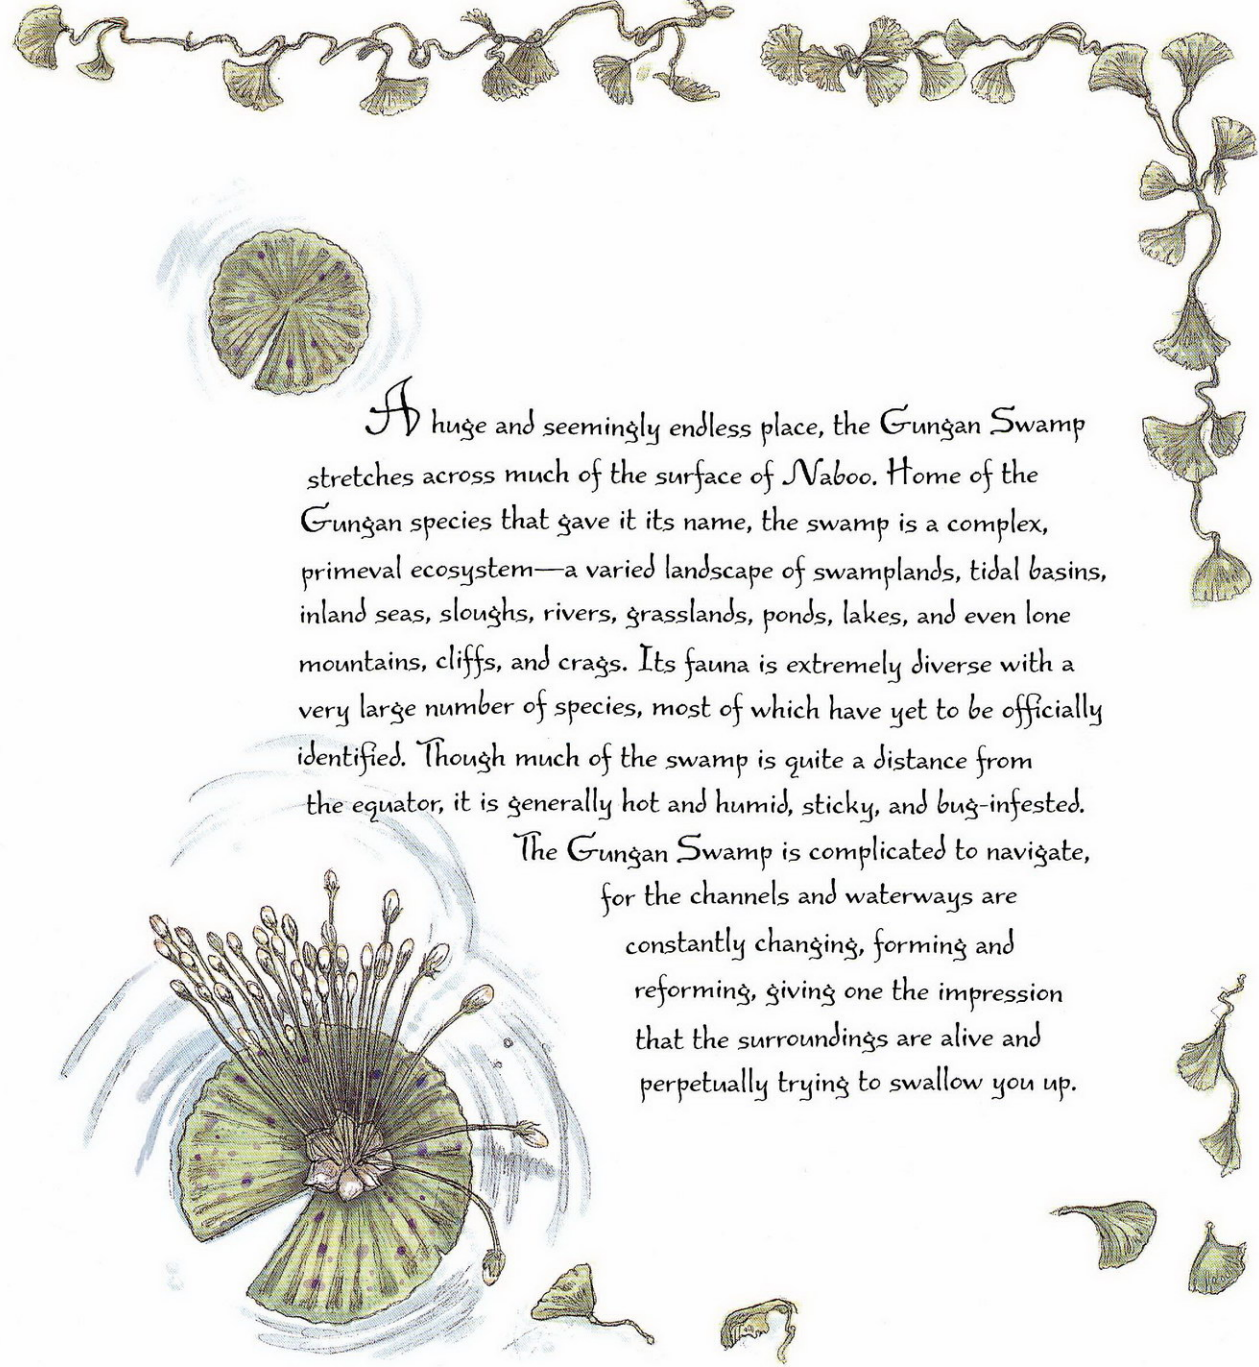 A huge and seemingly endless place, the Gungan Swamp
stretches across much of the surface of Naboo. Home of the
Gungan species that gave it its name, the swamp is a complex,
primeval ecosystem—a varied landscape of swamplands, tidal basins,
inland seas, sloughs, rivers, grasslands, ponds, lakes, and even lone
mountains, cliffs, and crags. Its fauna is extremely diverse with a
very large number of species, most of which have yet to be officially
identified. Though much of the swamp is quite a distance from
the equator, it is generally hot and humid, sticky, and bug-infested.
The Gungan Swamp is complicated to navigate,
for the channels and waterways are
constantly changing, forming and
reforming, giving one the impression
that the surroundings are alive and
perpetually trying to swallow you up.